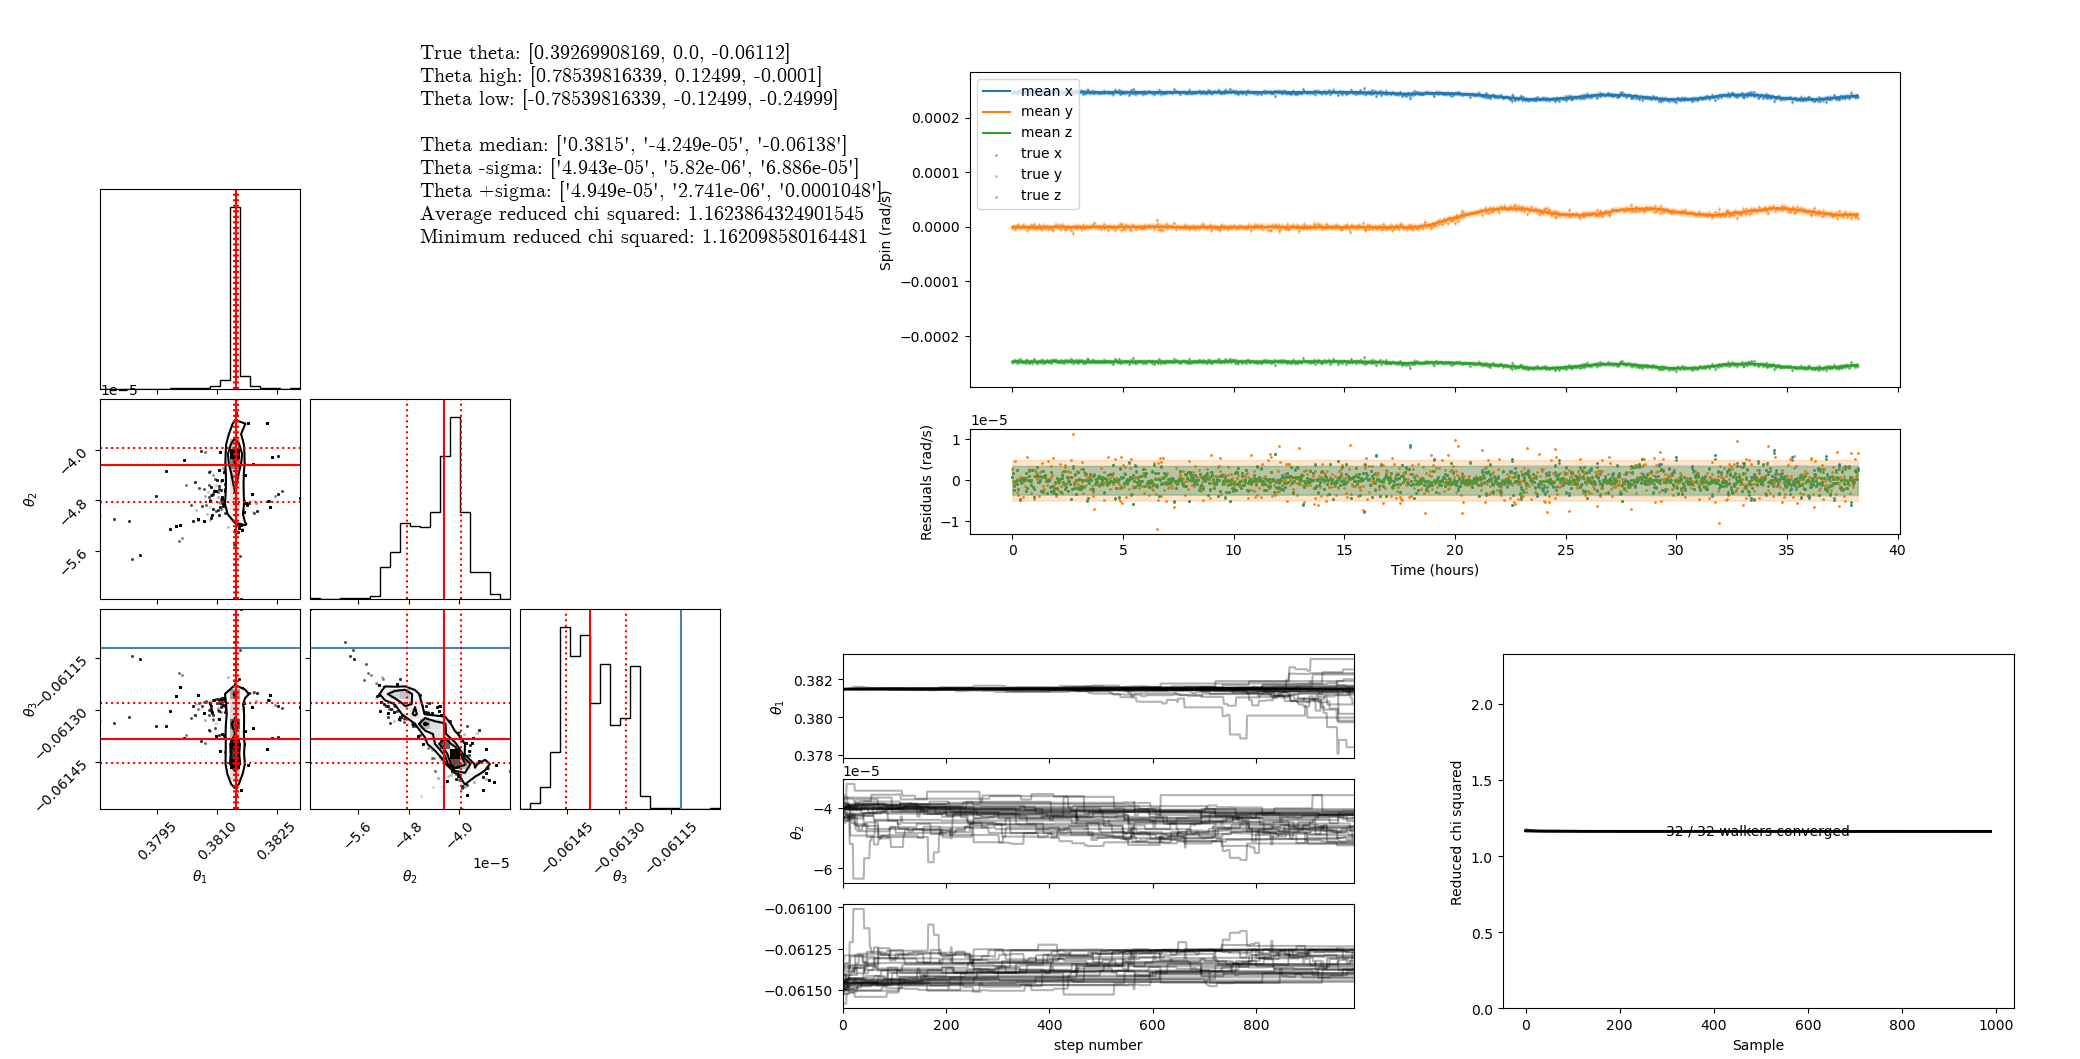 True theta: [0.39269908169, 0.0, -0.06112]
Theta high: [0.78539816339, 0.12499, -0.0001]
Theta low: [-0.78539816339, -0.12499, -0.24999]
Theta median: ['0.3815', '-4.249e-05', '-0.06138']
Theta -sigma: ['4.943e-05', '5.82e-06', '6.886e-05']
Theta +sigma: ['4.949e-05', '2.741e-06', '0.0001048']
Average reduced chi squared: 1.1623864324901545
Minimum reduced chi squared: 1.162098580164481
mean x
mean y
mean z
true x
true y
true z
0.0002
0.0001
0.0000
−0.0001
−0.0002
Spin (rad/s)
1e−5
1
0
−1
Residuals (rad/s)
0 5 10 15 20 25 30 35 40
Time (hours)
1e−5
−4.0
−4.8
−5.6
θ2
−0.06115
−0.06130
−0.06145
θ3
0.3795 0.3810 0.3825
θ1
−5.6 −4.8 −4.0
1e−5
θ2
−0.06145 −0.06130 −0.06115
θ3
0.382
0.380
0.378
θ1
1e−5
−4
−6
θ2
−0.06100
−0.06125
−0.06150
0 200 400 600 800
step number
2.0
1.5
1.0
0.5
0.0
Reduced chi squared
32 / 32 walkers converged
0 200 400 600 800 1000
Sample